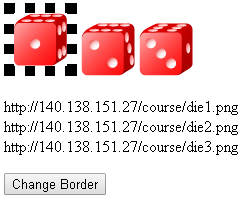 http://140.138.151.27/course/die1.png
http://140.138.151.27/course/die2.png
http://140.138.151.27/course/die3.png
Change Border